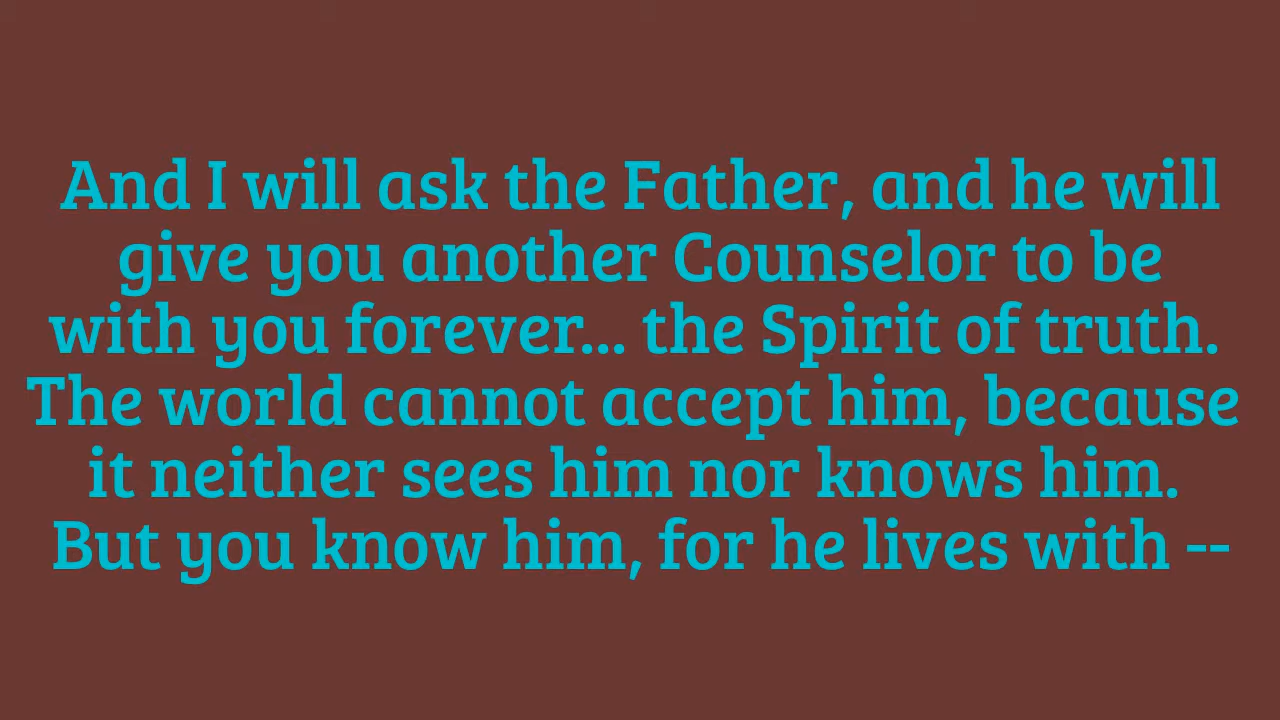 And I will ask the Father, and he will
give you another Counselor to be
with you forever... the Spirit of truth.
The world cannot accept him, because
it neither sees him nor knows him.
But you know him, for he lives with --